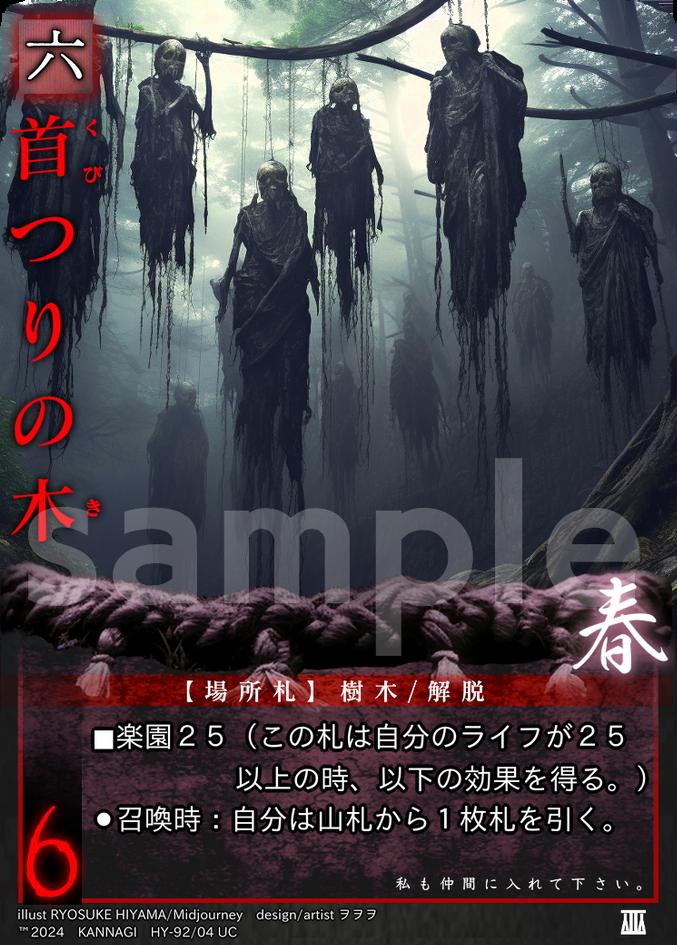 六
首つりの木
くび
き
sample
春
【場所札】樹木/解脱
■楽園２５（この札は自分のライフが２５
以上の時、以下の効果を得る。）
●召喚時：自分は山札から１枚札を引く。
6
私も仲間に入れて下さい。
illust RYOSUKE HIYAMA/Midjourney　design/artist ヲヲヲ
™2024　KANNAGI　HY-92/04 UC